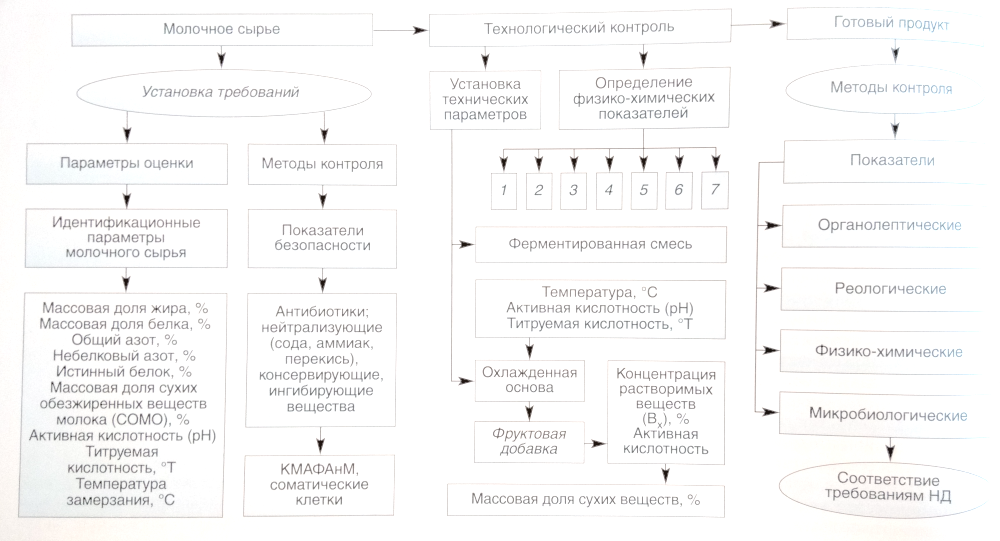 Молочное сырье
Технологический контроль
Готовый продукт
Установка требований
Установка
технических
параметров
Определение
физико-химических
показателей
Методы контроля
Параметры оценки
Методы контроля
1 2 3 4 5 6 7
Показатели
Идентификационные
параметры
молочного сырья
Показатели
безопасности
Ферментированная смесь
Органолептические
Массовая доля жира, %
Массовая доля белка, %
Общий азот, %
Небелковый азот, %
Истинный белок, %
Массовая доля сухих
обезжиренных веществ
молока (СОМО), %
Активная кислотность (pH)
Титруемая
кислотность, °Т
Температура
замерзания, °С
Антибиотики;
нейтрализующие
(сода, аммиак,
перекись),
консервирующие,
ингибирующие
вещества
КМАФАнМ,
соматические
клетки
Температура, °С
Активная кислотность (pH)
Титруемая кислотность, °Т
Охлажденная
основа
Фруктовая
добавка
Концентрация
растворимых
веществ
(Вx), %
Активная
кислотность
Массовая доля сухих веществ, %
Реологические
Физико-химические
Микробиологические
Соответствие
требованиям НД